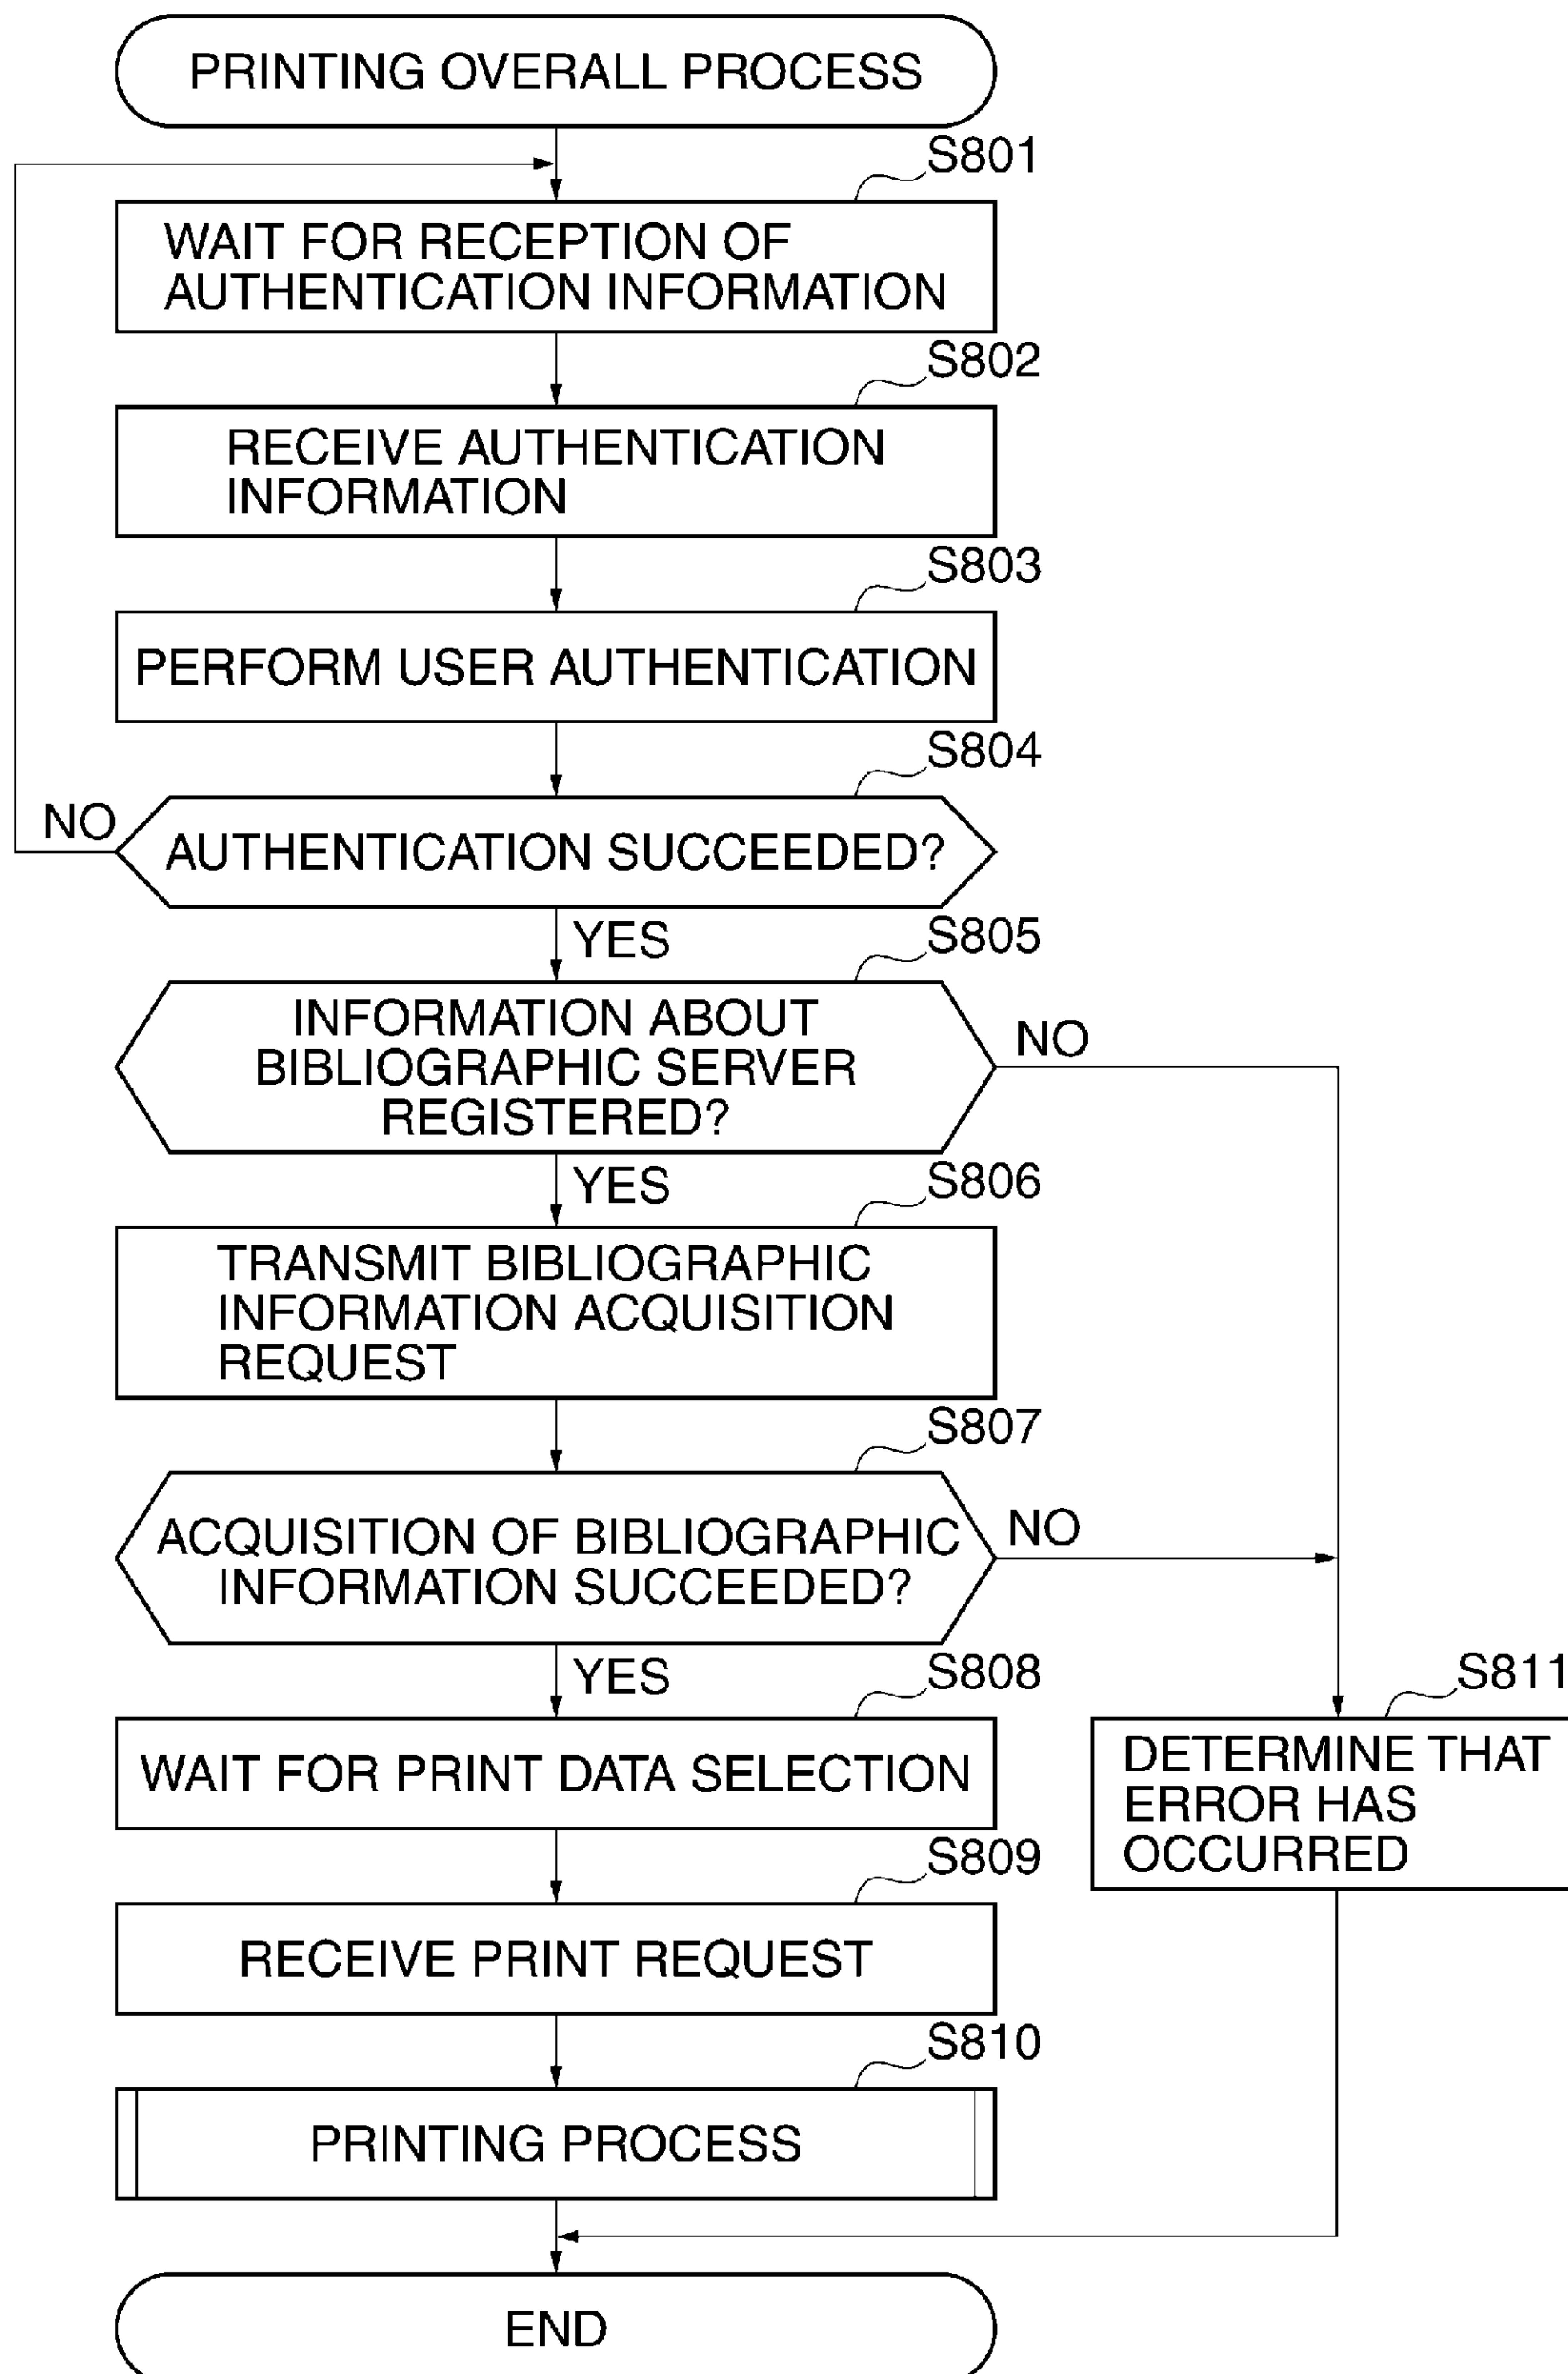 PRINTING OVERALL PROCESS
S801
WAIT FOR RECEPTION OF
AUTHENTICATION INFORMATION
S802
RECEIVE AUTHENTICATION
INFORMATION
S803
PERFORM USER AUTHENTICATION
S804
NO
AUTHENTICATION SUCCEEDED?
YES
S805
INFORMATION ABOUT
BIBLIOGRAPHIC SERVER
REGISTERED?
NO
YES
S806
TRANSMIT BIBLIOGRAPHIC
INFORMATION ACQUISITION
REQUEST
S807
ACQUISITION OF BIBLIOGRAPHIC
INFORMATION SUCCEEDED?
NO
YES
S808
WAIT FOR PRINT DATA SELECTION
S811
DETERMINE THAT
ERROR HAS
OCCURRED
S809
RECEIVE PRINT REQUEST
S810
PRINTING PROCESS
END